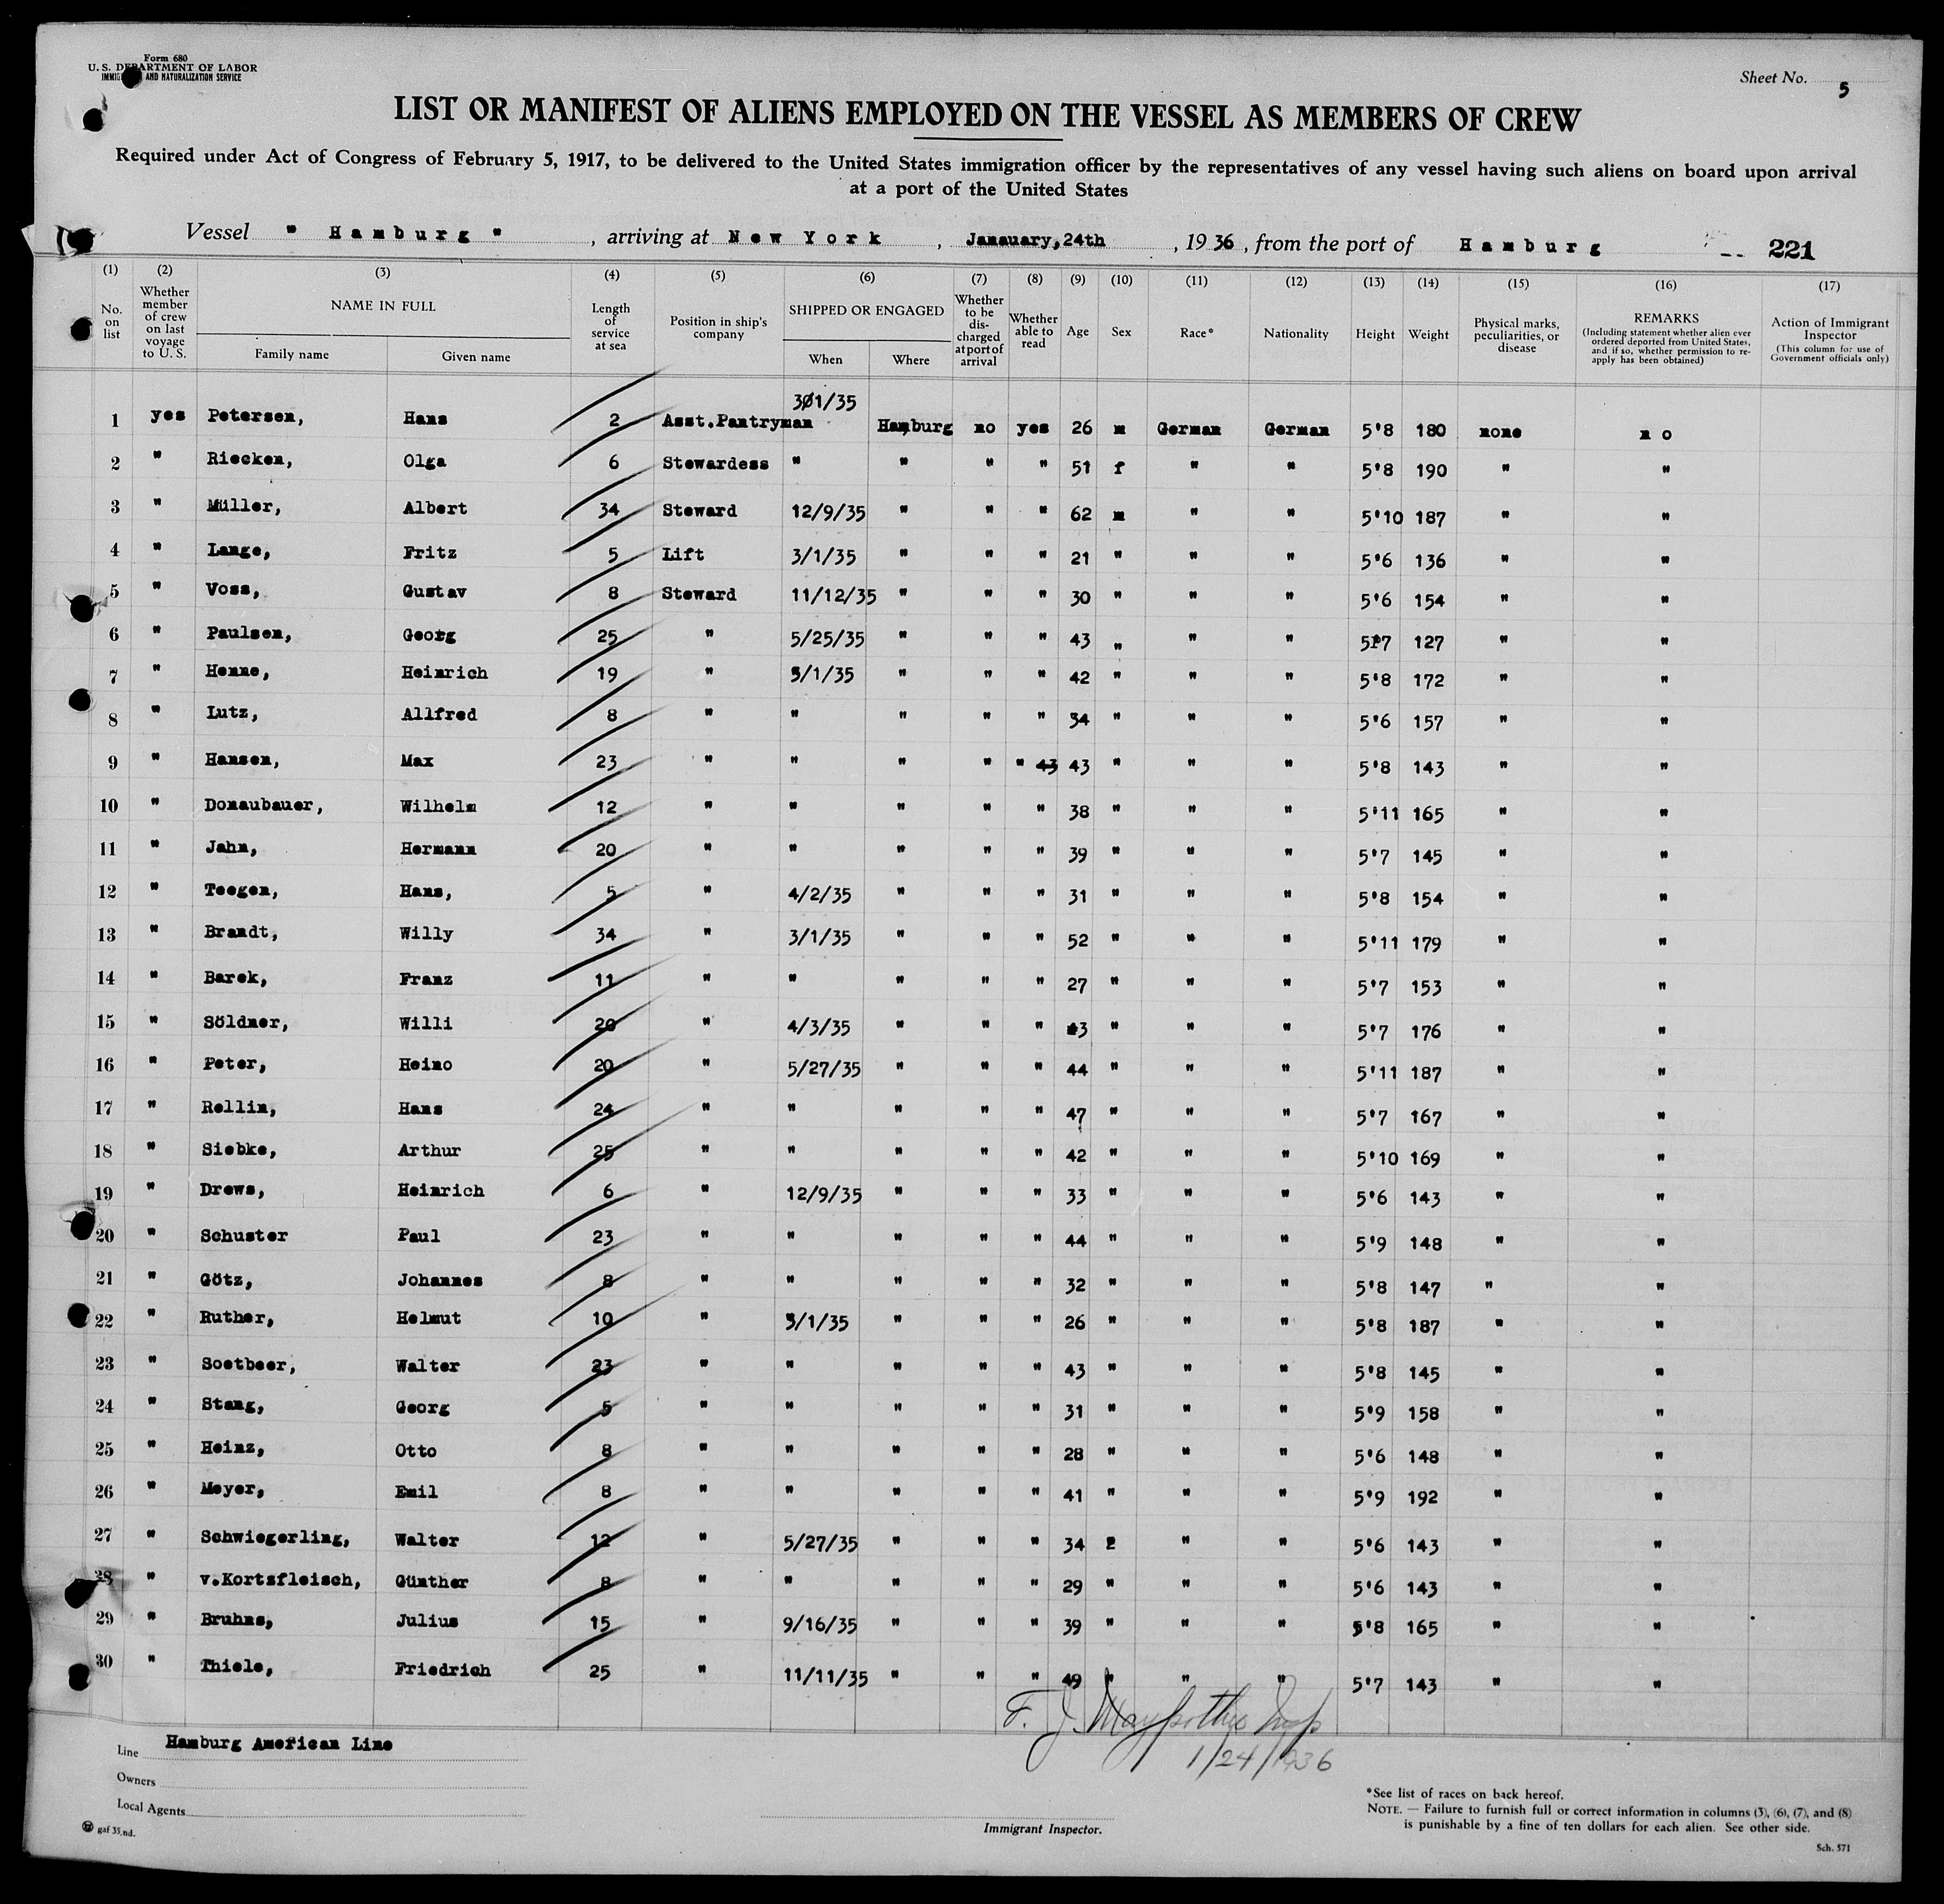 Form 680
U. S. DEPARTMENT OF LABOR
AND NATURALIZATION SERVICE
Sheet No. 5
LIST OR MANIFEST OF ALIENS EMPLOYED ON THE VESSEL AS MEMBERS OF CREW
Required under Act of Congress of February 5, 1917, to be delivered to the United States immigration officer by the representatives of any vessel having such aliens on board upon arrival
at a port of the United States
Vessel " Hamburg " , arriving at New York , Janauary,24th , 1936 , from the port of Hamburg 221
(1) (2) (3) (4) (5) (6) (7) (8) (9) (10) (11) (12) (13) (14) (15) (16) (17)
No. on list Whether member of crew on last voyage to U. S. NAME IN FULL Family name Given name Length of service at sea Position in ship's company SHIPPED OR ENGAGED When Where Whether to be discharged at port of arrival Whether able to read Age Sex Race* Nationality Height Weight Physical marks, peculiarities, or disease REMARKS (Including statement whether alien ever ordered deported from United States, and if so, whether permission to re-apply has been obtained) Action of Immigrant Inspector (This column for use of Government officials only)
1 yes Petersen, Hans 2 Asst.Pantryman 301/35 Hamburg no yes 26 m German German 5'8 180 none no
2 " Riecken, Olga 6 Stewardess " " " " 51 f " " 5'8 190 " "
3 " Müller, Albert 34 Steward 12/9/35 " " " 62 m " " 5'10 187 " "
4 " Lange, Fritz 5 Lift 3/1/35 " " " 21 " " " 5'6 136 " "
5 " Voss, Gustav 8 Steward 11/12/35 " " " 30 " " " 5'6 154 " "
6 " Paulsen, Georg 25 " 5/25/35 " " " 43 " " " 5'7 127 " "
7 " Henne, Heinrich 19 " 3/1/35 " " " 42 " " " 5'8 172 " "
8 " Lutz, Allfred 8 " " " " " 34 " " " 5'6 157 " "
9 " Hansen, Max 23 " " " " " 43 43 " " " 5'8 143 " "
10 " Donaubauer, Wilhelm 12 " " " " " 38 " " " 5'11 165 " "
11 " Jahn, Hermann 20 " " " " " 39 " " " 5'7 145 " "
12 " Teegen, Hans, 5 " 4/2/35 " " " 31 " " " 5'8 154 " "
13 " Brandt, Willy 34 " 3/1/35 " " " 52 " " " 5'11 179 " "
14 " Barek, Franz 11 " " " " " 27 " " " 5'7 153 " "
15 " Söldner, Willi 20 " 4/3/35 " " " 43 " " " 5'7 176 " "
16 " Peter, Heino 20 " 5/27/35 " " " 44 " " " 5'11 187 " "
17 " Rellin, Hans 24 " " " " " 47 " " " 5'7 167 " "
18 " Siebke, Arthur 25 " " " " " 42 " " " 5'10 169 " "
19 " Drews, Heinrich 6 " 12/9/35 " " " 33 " " " 5'6 143 " "
20 " Schuster Paul 23 " " " " " 44 " " " 5'9 148 " "
21 " Götz, Johannes 8 " " " " " 32 " " " 5'8 147 " "
22 " Ruther, Helmut 10 " 3/1/35 " " " 26 " " " 5'8 187 " "
23 " Soetbeer, Walter 23 " " " " " 43 " " " 5'8 145 " "
24 " Stang, Georg 5 " " " " " 31 " " " 5'9 158 " "
25 " Heinz, Otto 8 " " " " " 28 " " " 5'6 148 " "
26 " Meyer, Emil 8 " " " " " 41 " " " 5'9 192 " "
27 " Schwiegerling, Walter 12 " 5/27/35 " " " 34 " " 5'6 143 " "
28 " v.Kortsfleisch, Günther 8 " " " " " 29 " " " 5'6 143 " "
29 " Bruhns, Julius 15 " 9/16/35 " " " 39 " " " 5'8 165 " "
30 " Thiele, Friedrich 25 " 11/11/35 " " " 49 " " " 5'7 143 " "
F. J. Insp
1/24/1936
Line Hamburg American Line
Owners
Local Agents
gaf 35.nd.
Immigrant Inspector.
*See list of races on back hereof.
NOTE. — Failure to furnish full or correct information in columns (3), (6), (7), and (8)
is punishable by a fine of ten dollars for each alien. See other side.
Sch. 571